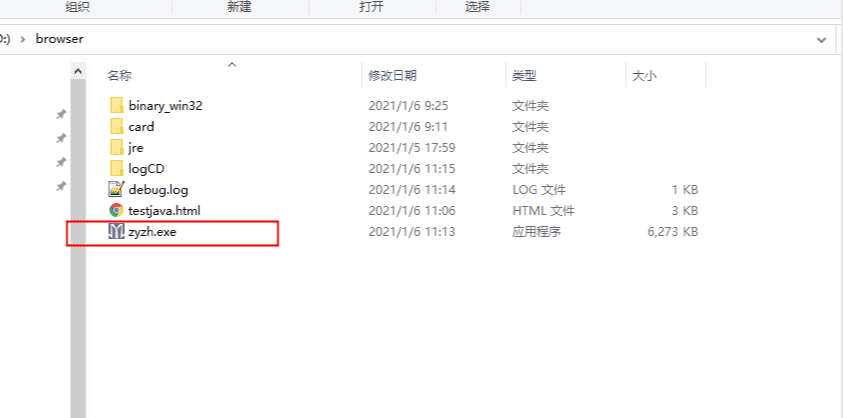 组织 新建 打开 选择
:) > browser
名称 修改日期 类型 大小
binary_win32 2021/1/6 9:25 文件夹
card 2021/1/6 9:11 文件夹
jre 2021/1/5 17:59 文件夹
logCD 2021/1/6 11:15 文件夹
debug.log 2021/1/6 11:14 LOG 文件 1 KB
testjava.html 2021/1/6 11:06 HTML 文件 3 KB
zyzh.exe 2021/1/6 11:13 应用程序 6,273 KB